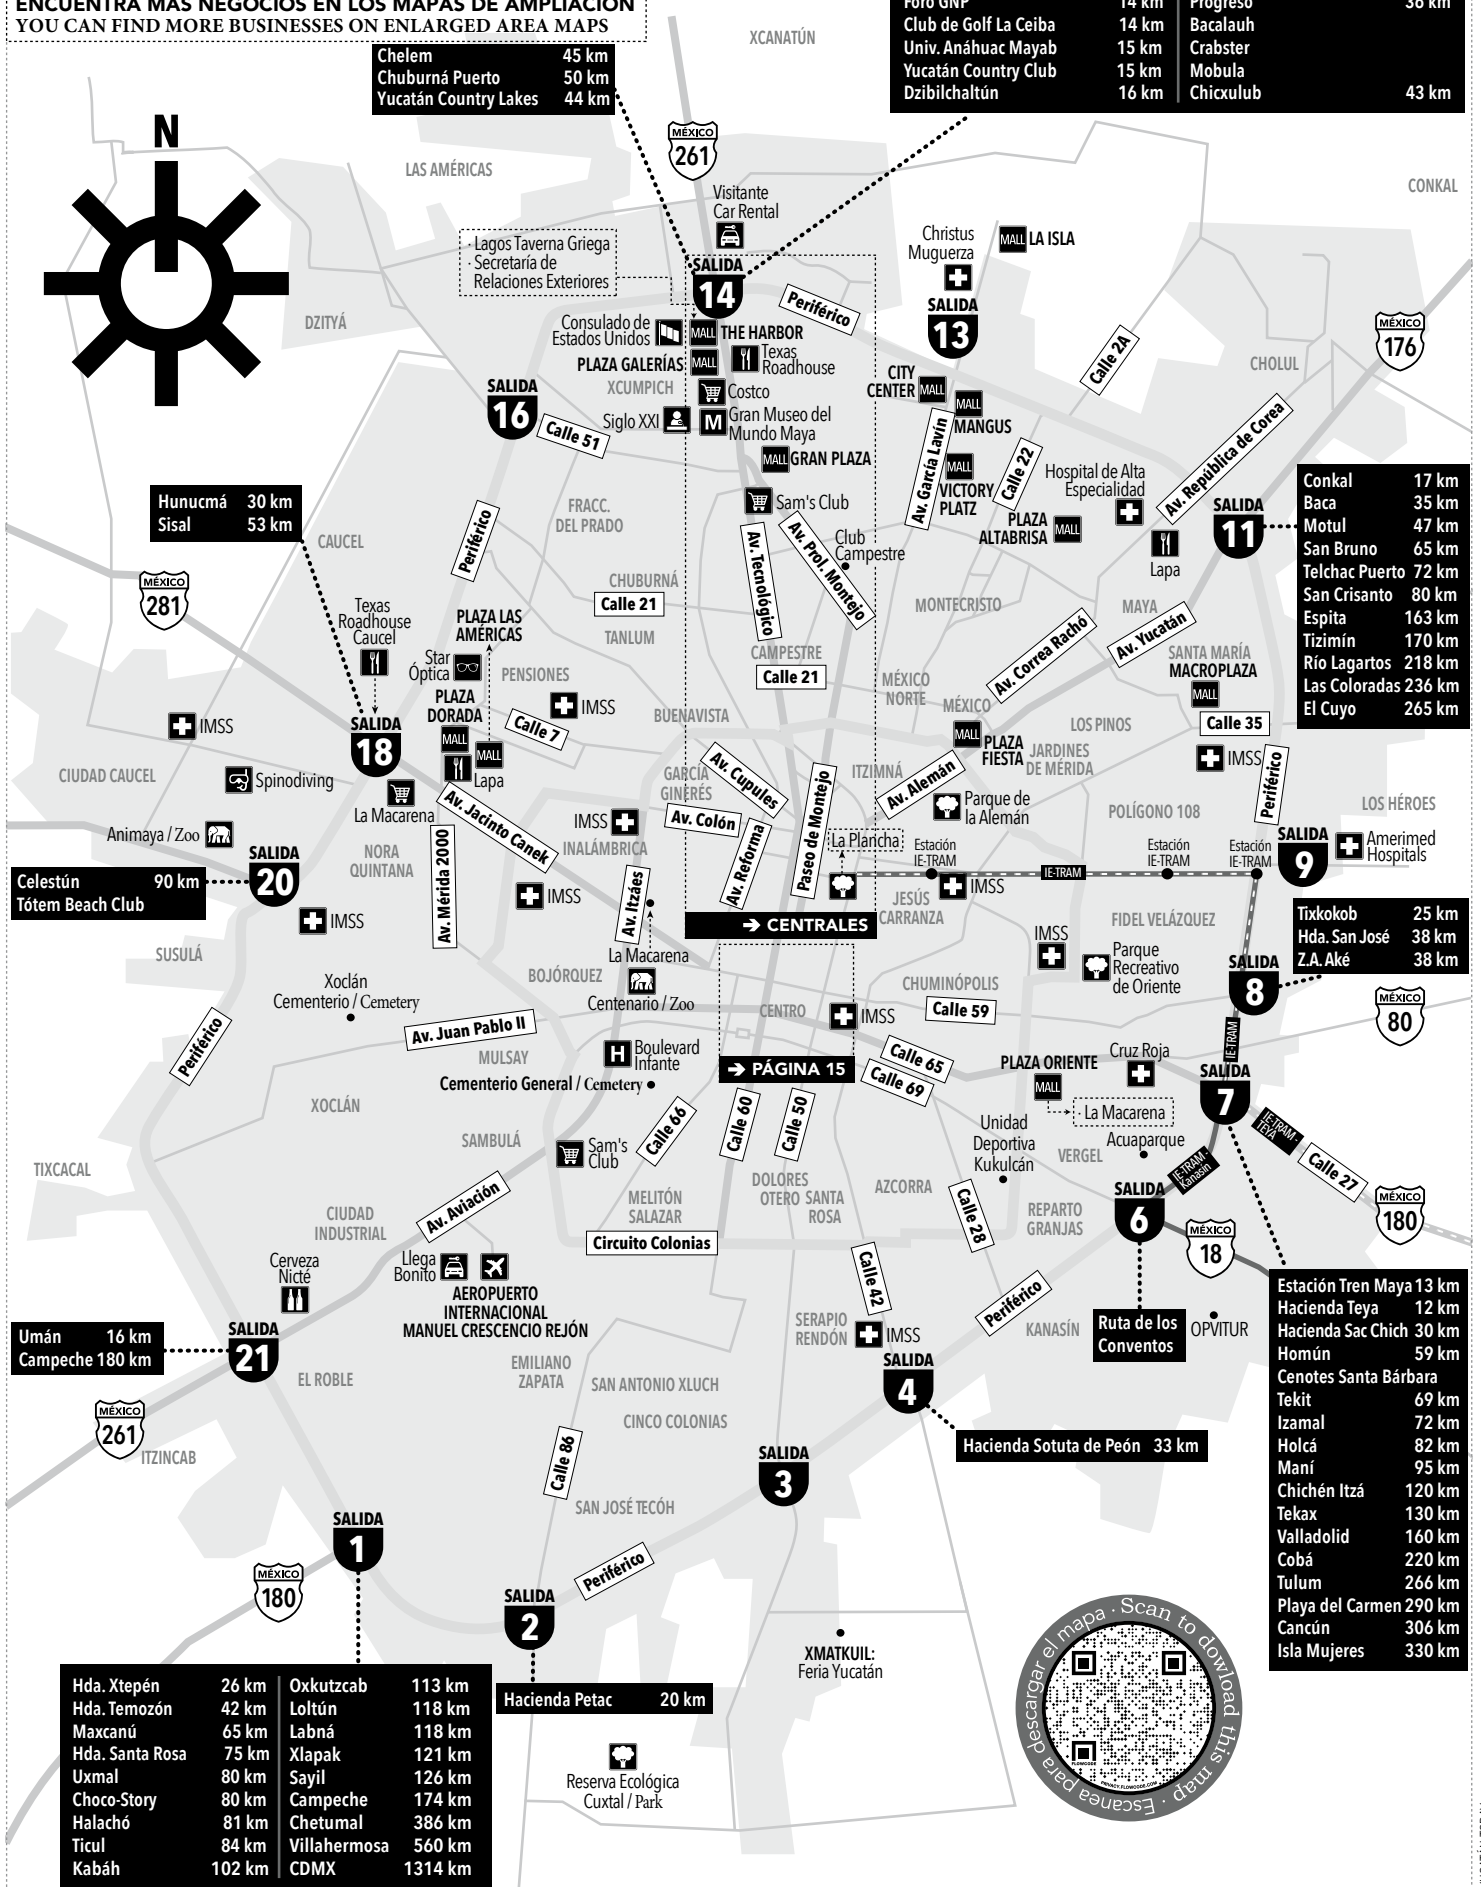 ENCUENTRA MÁS NEGOCIOS EN LOS MAPAS DE AMPLIACIÓN
YOU CAN FIND MORE BUSINESSES ON ENLARGED AREA MAPS
Chelem 45 km
Chuburná Puerto 50 km
Yucatán Country Lakes 44 km
Foro GNP 14 km
Club de Golf La Ceiba 14 km
Univ. Anáhuac Mayab 15 km
Yucatán Country Club 15 km
Dzibilchaltún 16 km
Progreso 36 km
Bacalauh
Crabster
Mobula
Chicxulub 43 km
XCANATÚN
N
MÉXICO
261
LAS AMÉRICAS
CONKAL
Visitante
Car Rental
Christus
Muguerza
MALL LA ISLA
· Lagos Taverna Griega
· Secretaría de
Relaciones Exteriores
SALIDA
14
Periférico
SALIDA
13
DZITYÁ
Consulado de
Estados Unidos
MALL THE HARBOR
PLAZA GALERÍAS MALL
Texas
Roadhouse
XCUMPICH
Costco
Calle 2A
MÉXICO
176
CHOLUL
CITY
CENTER MALL
MALL
MANGUS
SALIDA
16
Calle 51
Siglo XXI
M Gran Museo del
Mundo Maya
MALL GRAN PLAZA
Av. García Lavín
MALL
VICTORY
PLATZ
Calle 22
Hospital de Alta
Especialidad
Av. República de Corea
Hunucmá 30 km
Sisal 53 km
FRACC.
DEL PRADO
Sam's Club
PLAZA
ALTABRISA MALL
Lapa
SALIDA
11
Conkal 17 km
Baca 35 km
Motul 47 km
San Bruno 65 km
Telchac Puerto 72 km
San Crisanto 80 km
Espita 163 km
Tizimín 170 km
Río Lagartos 218 km
Las Coloradas 236 km
El Cuyo 265 km
CAUCEL
Periférico
Av. Tecnológico
Av. Prol. Montejo
Club
Campestre
MÉXICO
281
CHUBURNÁ
Calle 21
TANLUM
MONTECRISTO
MAYA
Av. Yucatán
Av. Correa Rachó
Texas
Roadhouse
Caucel
PLAZA LAS
AMÉRICAS
Star
Óptica
PENSIONES
CAMPESTRE
Calle 21
SANTA MARÍA
MACROPLAZA
MALL
Calle 35
MÉXICO
NORTE
MÉXICO
LOS PINOS
PLAZA
DORADA
MALL
MALL
Lapa
IMSS
Calle 7
BUENAVISTA
IMSS
SALIDA
18
MALL PLAZA
FIESTA
JARDINES
DE MÉRIDA
IMSS
Periférico
CIUDAD CAUCEL
Spinodiving
La Macarena
GARCÍA
GINERÉS
Av. Cupules
ITZIMNÁ
Av. Alemán
Parque de
la Alemán
POLÍGONO 108
LOS HÉROES
Animaya / Zoo
Av. Jacinto Canek
IMSS
INALÁMBRICA
Av. Colón
Av. Reforma
Paseo de Montejo
La Plancha
Estación
IE-TRAM
IE-TRAM
Estación
IE-TRAM
Estación
IE-TRAM
SALIDA
9
Amerimed
Hospitals
NORA
QUINTANA
Av. Mérida 2000
SALIDA
20
Celestún 90 km
Tótem Beach Club
IMSS
IMSS
Av. Itzáes
IMSS
JESÚS
CARRANZA
FIDEL VELÁZQUEZ
Tixkokob 25 km
Hda. San José 38 km
Z.A. Aké 38 km
➔ CENTRALES
SUSULÁ
BOJÓRQUEZ
La Macarena
Centenario / Zoo
IMSS
Parque
Recreativo
de Oriente
SALIDA
8
Xoclán
Cementerio / Cemetery
CHUMINÓPOLIS
Calle 59
MÉXICO
80
CENTRO
IMSS
Periférico
Av. Juan Pablo II
MULSAY
H Boulevard
Infante
Cementerio General / Cemetery
➔ PÁGINA 15
Calle 65
Calle 69
PLAZA ORIENTE
MALL
· La Macarena
Cruz Roja
IE-TRAM
SALIDA
7
XOCLÁN
SAMBULÁ
Sam's
Club
Calle 66
Calle 60
Calle 50
Unidad
Deportiva
Kukulcán
VERGEL
Acuaparque
IE-TRAM -
TEYA
IE-TRAM -
Kanasín
Calle 27
TIXCACAL
DOLORES
OTERO
SANTA
ROSA
AZCORRA
MÉXICO
180
CIUDAD
INDUSTRIAL
Av. Aviación
MELITÓN
SALAZAR
Circuito Colonias
Calle 28
REPARTO
GRANJAS
SALIDA
6
MÉXICO
18
Cerveza
Nicté
Llega
Bonito
AEROPUERTO
INTERNACIONAL
MANUEL CRESCENCIO REJÓN
Calle 42
Periférico
SERAPIO
RENDÓN
IMSS
KANASÍN
Ruta de los
Conventos
OPVITUR
Estación Tren Maya 13 km
Hacienda Teya 12 km
Hacienda Sac Chich 30 km
Homún 59 km
Cenotes Santa Bárbara
Tekit 69 km
Izamal 72 km
Holcá 82 km
Maní 95 km
Chichén Itzá 120 km
Tekax 130 km
Valladolid 160 km
Cobá 220 km
Tulum 266 km
Playa del Carmen 290 km
Cancún 306 km
Isla Mujeres 330 km
Umán 16 km
Campeche 180 km
SALIDA
21
EL ROBLE
EMILIANO
ZAPATA
SAN ANTONIO XLUCH
SALIDA
4
MÉXICO
261
ITZINCAB
CINCO COLONIAS
Hacienda Sotuta de Peón 33 km
Calle 86
SALIDA
3
SAN JOSÉ TECÓH
SALIDA
1
MÉXICO
180
Periférico
SALIDA
2
XMATKUIL:
Feria Yucatán
Hacienda Petac 20 km
Hda. Xtepén 26 km
Hda. Temozón 42 km
Maxcanú 65 km
Hda. Santa Rosa 75 km
Uxmal 80 km
Choco-Story 80 km
Halachó 81 km
Ticul 84 km
Kabáh 102 km
Oxkutzcab 113 km
Loltún 118 km
Labná 118 km
Xlapak 121 km
Sayil 126 km
Campeche 174 km
Chetumal 386 km
Villahermosa 560 km
CDMX 1314 km
Reserva Ecológica
Cuxtal / Park
Escanea para descargar el mapa · Scan to dowload this map ·
FLOWCODE
PRIVACY.FLOWCODE.COM